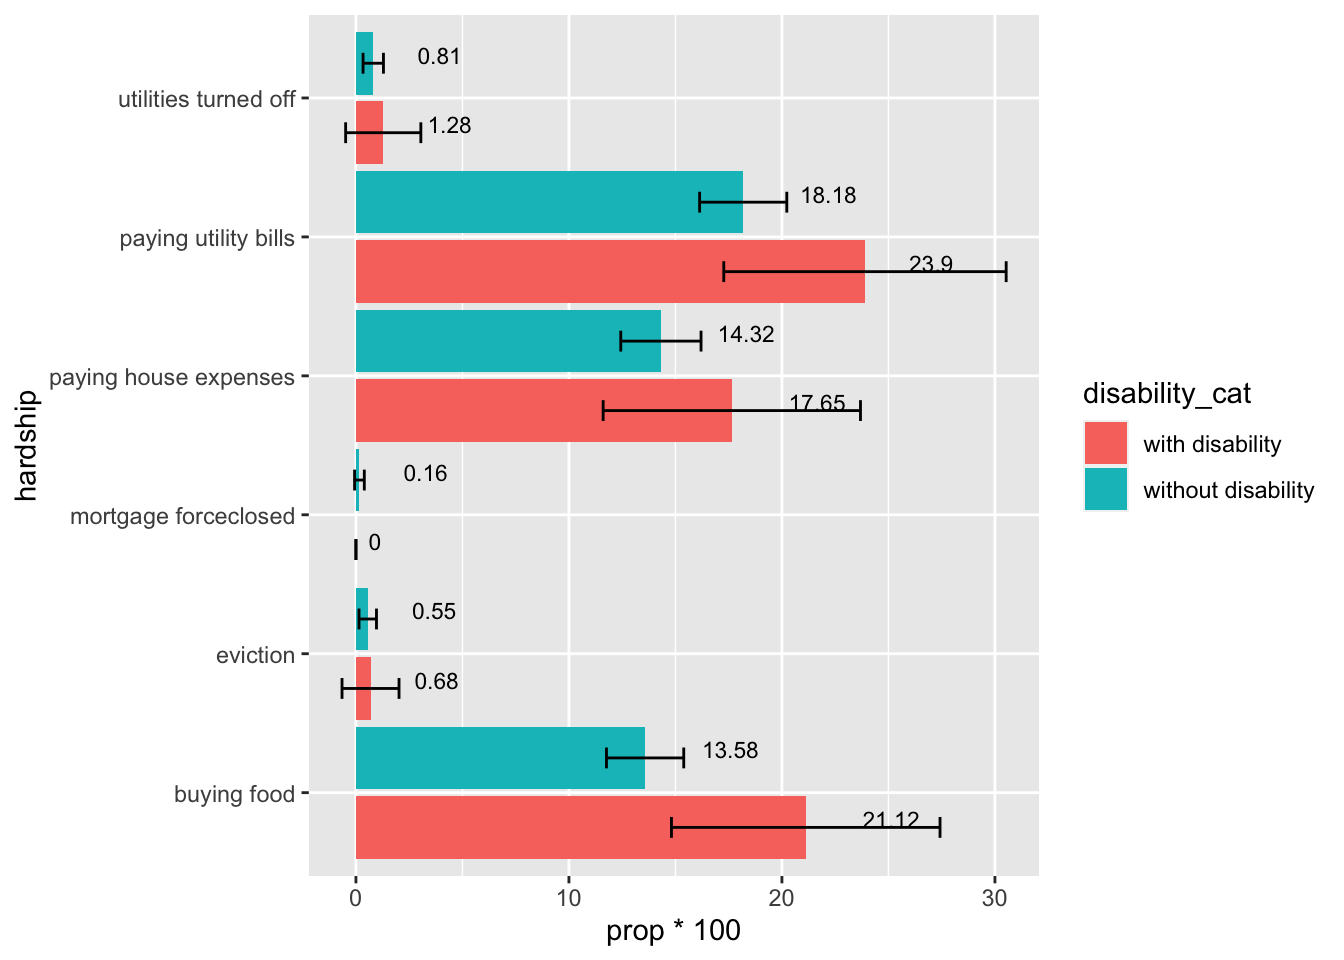 0.81
utilities turned off
1.28
18.18
paying utility bills
23.9
14.32
paying house expenses
17.65
0.16
mortgage forceclosed
0
0.55
eviction
0.68
13.58
buying food
21.12
hardship
0 10 20 30
prop * 100
disability_cat
with disability
without disability